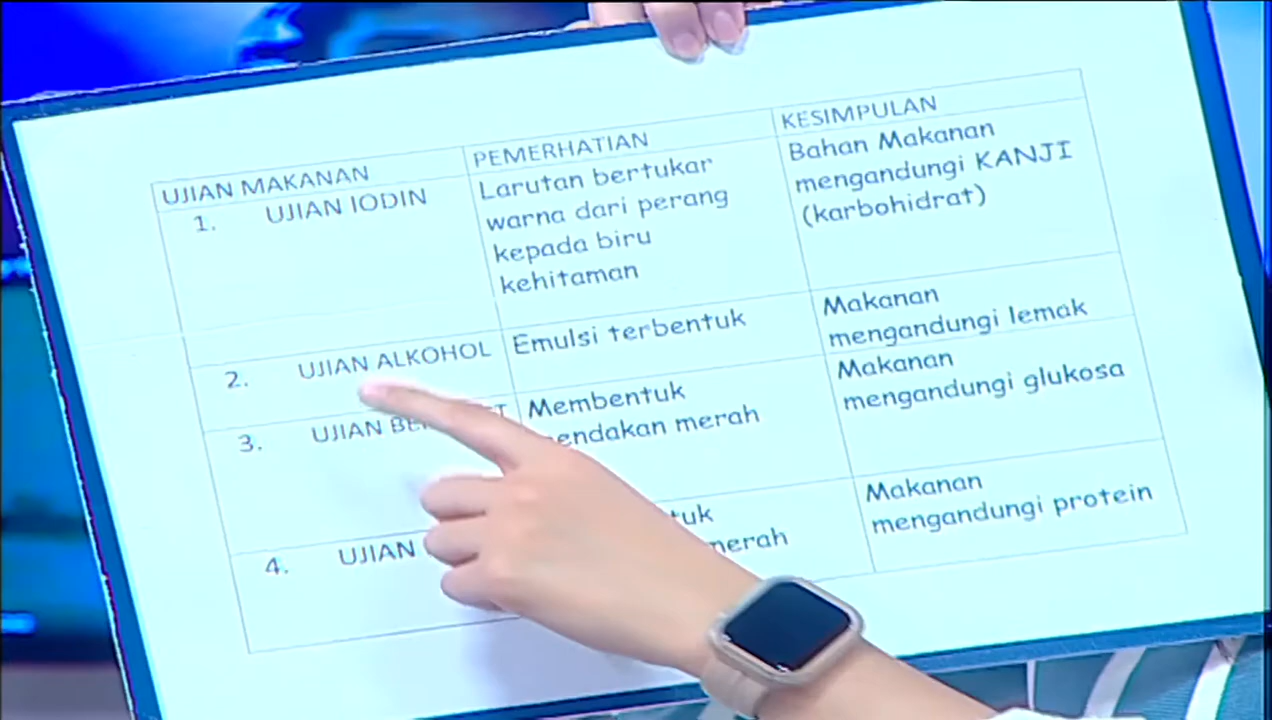 UJIAN MAKANAN
PEMERHATIAN
KESIMPULAN
1. UJIAN IODIN
Larutan bertukar
warna dari perang
kepada biru
kehitaman
Bahan Makanan
mengandungi KANJI
(karbohidrat)
2. UJIAN ALKOHOL
Emulsi terbentuk
Makanan
mengandungi lemak
3. UJIAN
Membentuk
merah
Makanan
mengandungi glukosa
4. UJIAN
merah
Makanan
mengandungi protein